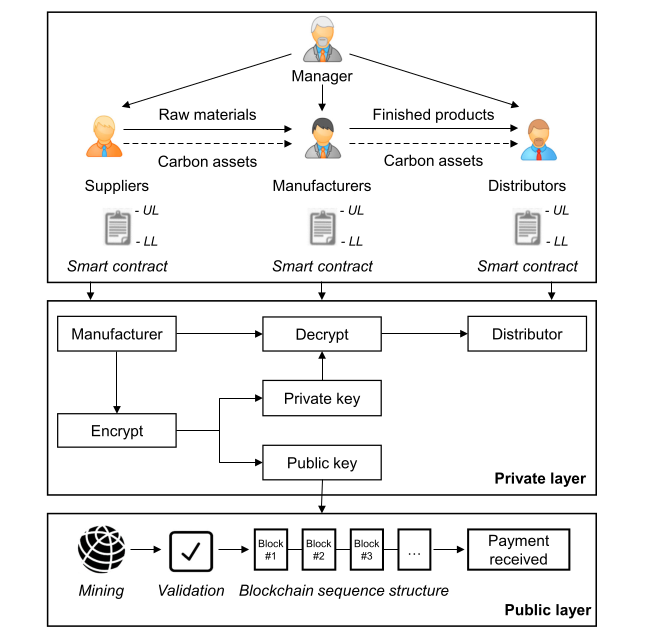 Manager
Raw materials
Finished products
Carbon assets
Carbon assets
Suppliers
Manufacturers
Distributors
- UL
- LL
Smart contract
- UL
- LL
Smart contract
- UL
- LL
Smart contract
Manufacturer
Decrypt
Distributor
Private key
Encrypt
Public key
Private layer
Block
#1
Block
#2
Block
#3
...
Payment
received
Mining
Validation
Blockchain sequence structure
Public layer